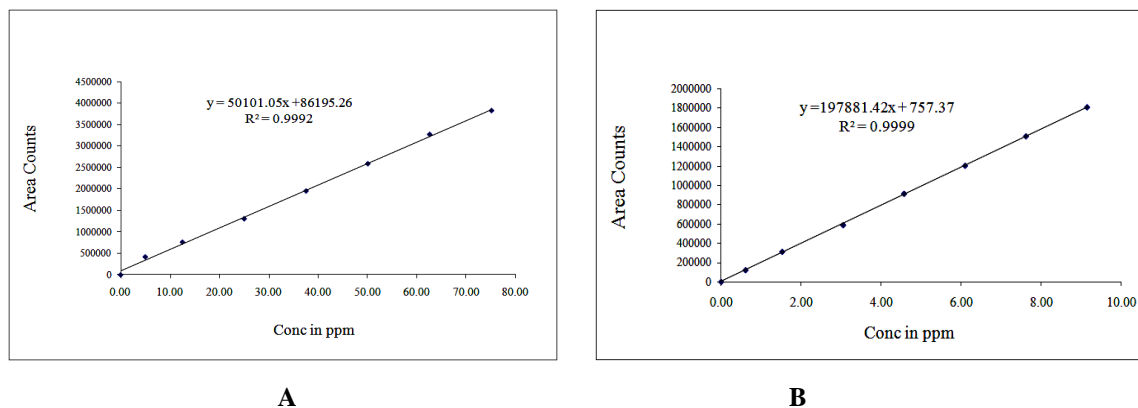 4500000
4000000
3500000
3000000
2500000
2000000
1500000
1000000
500000
0
Area Counts
y = 50101.05x + 86195.26
R² = 0.9992
0.00 10.00 20.00 30.00 40.00 50.00 60.00 70.00 80.00
Conc in ppm
A
2000000
1800000
1600000
1400000
1200000
1000000
800000
600000
400000
200000
0
Area Counts
y = 197881.42x + 757.37
R² = 0.9999
0.00 2.00 4.00 6.00 8.00 10.00
Conc in ppm
B